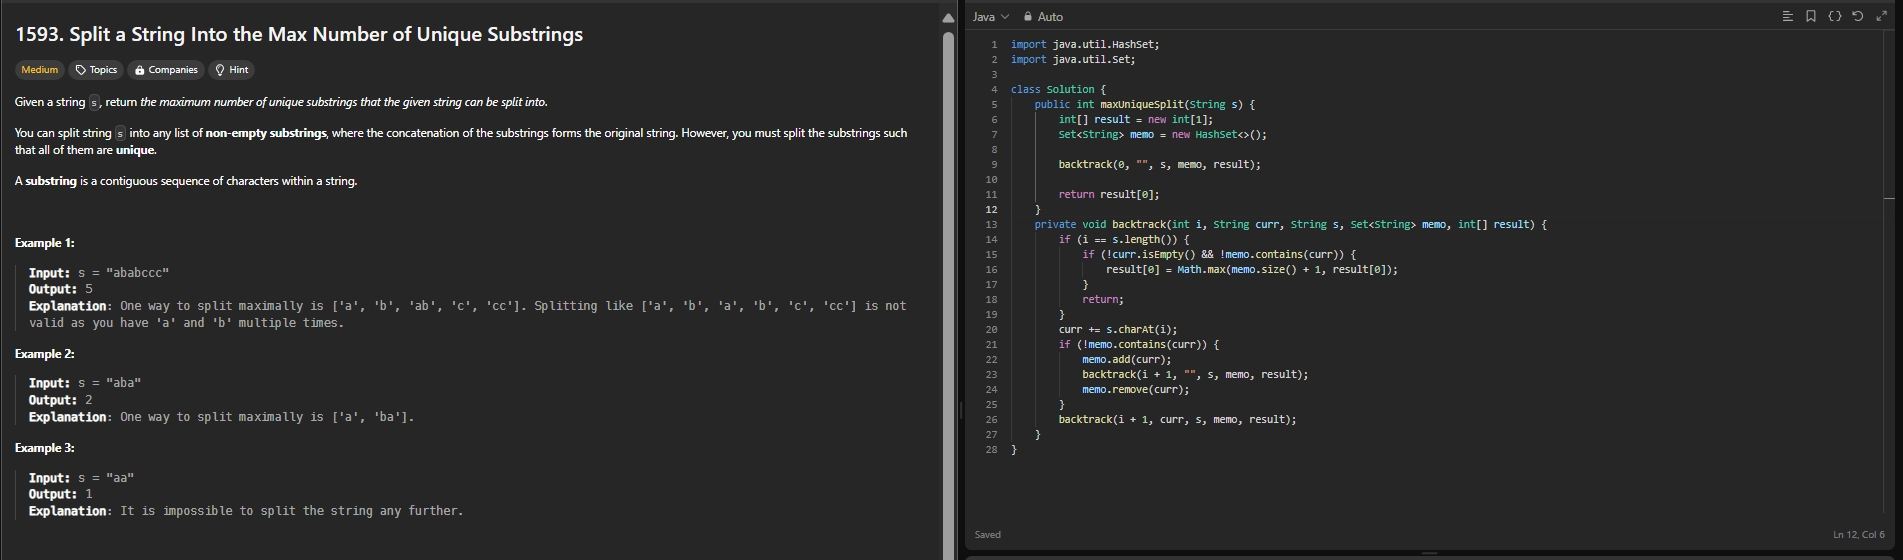 1593. Split a String Into the Max Number of Unique Substrings
Medium Topics Companies Hint
Given a string s, return the maximum number of unique substrings that the given string can be split into.
You can split string s into any list of non-empty substrings, where the concatenation of the substrings forms the original string. However, you must split the substrings such
that all of them are unique.
A substring is a contiguous sequence of characters within a string.
Example 1:
Input: s = "ababccc"
Output: 5
Explanation: One way to split maximally is ['a', 'b', 'ab', 'c', 'cc']. Splitting like ['a', 'b', 'a', 'b', 'c', 'cc'] is not
valid as you have 'a' and 'b' multiple times.
Example 2:
Input: s = "aba"
Output: 2
Explanation: One way to split maximally is ['a', 'ba'].
Example 3:
Input: s = "aa"
Output: 1
Explanation: It is impossible to split the string any further.
Java Auto
1 import java.util.HashSet;
2 import java.util.Set;
3
4 class Solution {
5     public int maxUniqueSplit(String s) {
6         int[] result = new int[1];
7         Set<String> memo = new HashSet<>();
8
9         backtrack(0, "", s, memo, result);
10
11         return result[0];
12     }
13     private void backtrack(int i, String curr, String s, Set<String> memo, int[] result) {
14         if (i == s.length()) {
15             if (!curr.isEmpty() && !memo.contains(curr)) {
16                 result[0] = Math.max(memo.size() + 1, result[0]);
17             }
18             return;
19         }
20         curr += s.charAt(i);
21         if (!memo.contains(curr)) {
22             memo.add(curr);
23             backtrack(i + 1, "", s, memo, result);
24             memo.remove(curr);
25         }
26         backtrack(i + 1, curr, s, memo, result);
27     }
28 }
Saved Ln 12, Col 6